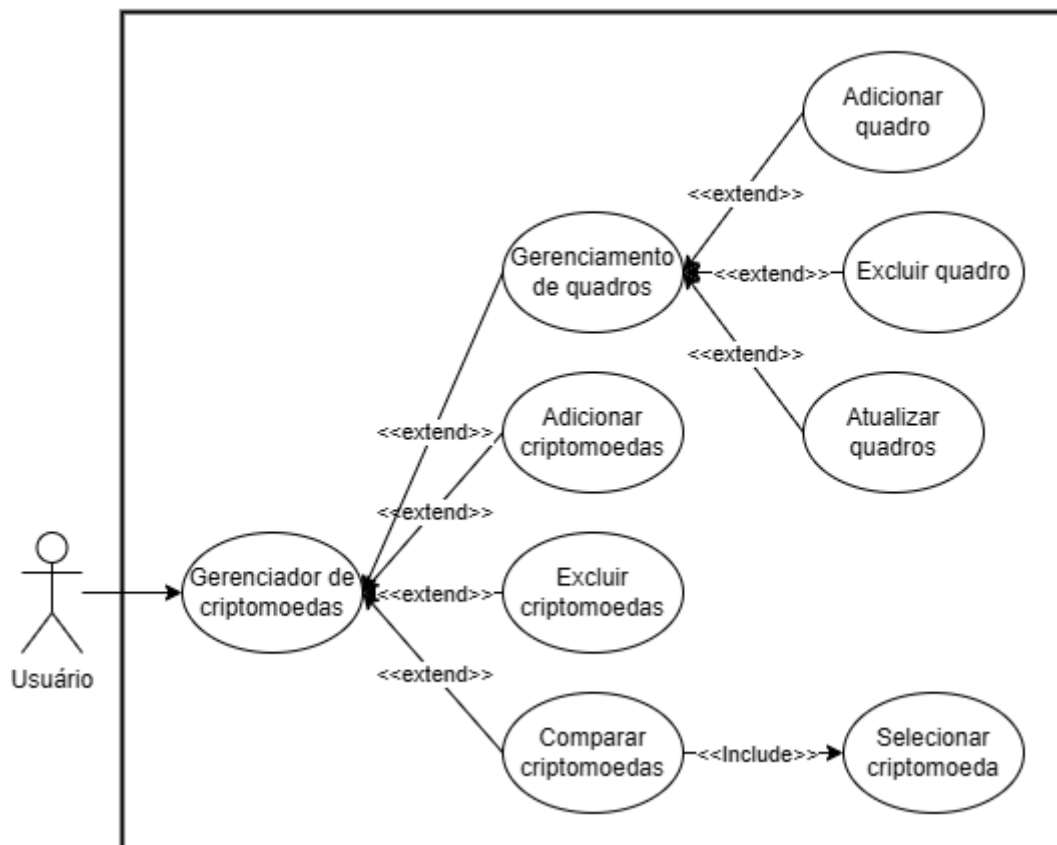 Adicionar
quadro
<<extend>>
Gerenciamento
de quadros
<<extend>>
Excluir quadro
<<extend>>
Atualizar
quadros
<<extend>>
Adicionar
criptomoedas
<<extend>>
Usuário
Gerenciador de
criptomoedas
<<extend>>
Excluir
criptomoedas
<<extend>>
Comparar
criptomoedas
<<Include>>
Selecionar
criptomoeda